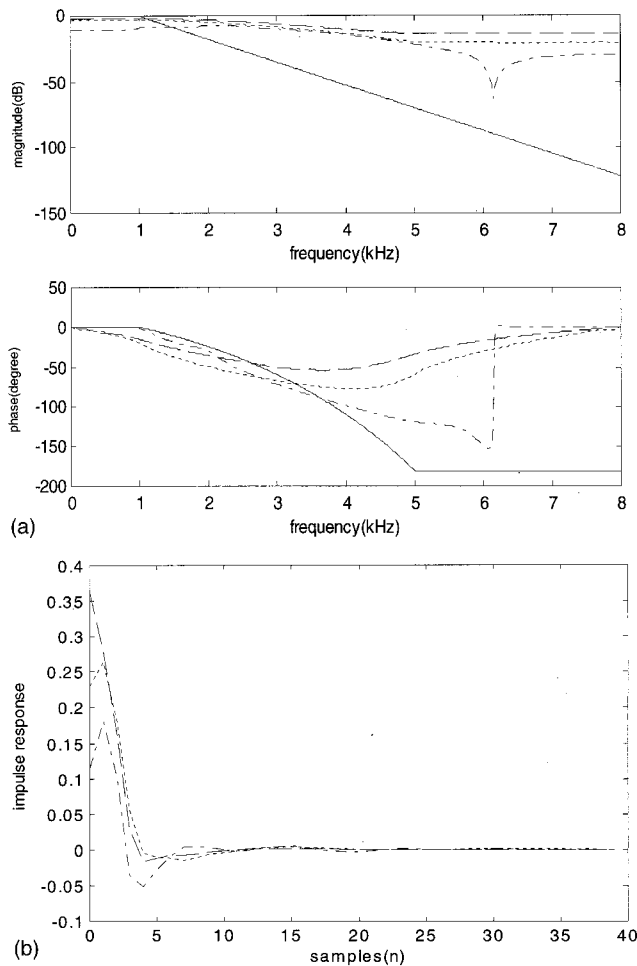 0
-50
-100
-150
magnitude(dB)
0 1 2 3 4 5 6 7 8
frequency(kHz)
50
0
-50
-100
-150
-200
phase(degree)
0 1 2 3 4 5 6 7 8
(a) frequency(kHz)
0.4
0.35
0.3
0.25
0.2
0.15
0.1
0.05
0
-0.05
-0.1
impulse response
0 5 10 15 20 25 30 35 40
(b) samples(n)